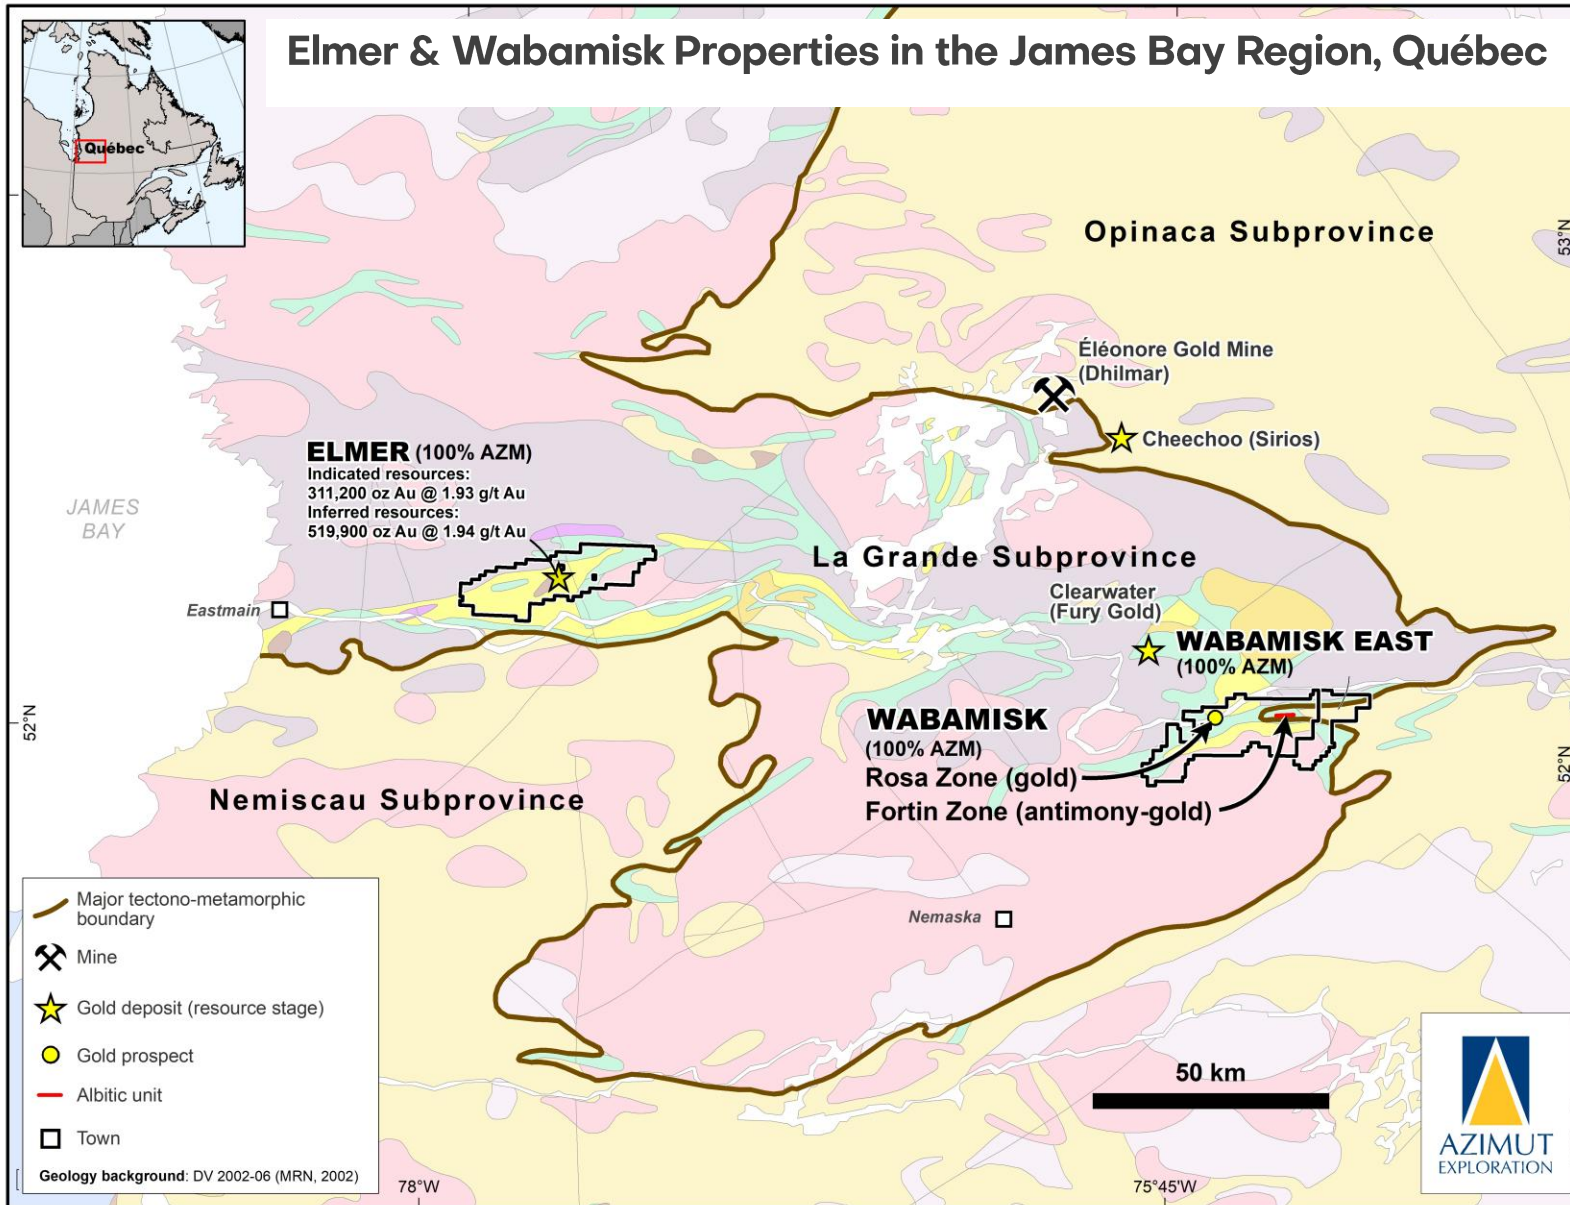 Elmer & Wabamisk Properties in the James Bay Region, Québec
Québec
Opinaca Subprovince
53°N
Éléonore Gold Mine
(Dhilmar)
Cheechoo (Sirios)
ELMER (100% AZM)
Indicated resources:
311,200 oz Au @ 1.93 g/t Au
Inferred resources:
519,900 oz Au @ 1.94 g/t Au
JAMES
BAY
La Grande Subprovince
Clearwater
(Fury Gold)
Eastmain
WABAMISK EAST
(100% AZM)
52°N
WABAMISK
(100% AZM)
Rosa Zone (gold)
Fortin Zone (antimony-gold)
52°N
Nemiscau Subprovince
Nemaska
Major tectono-metamorphic
boundary
Mine
Gold deposit (resource stage)
Gold prospect
Albitic unit
Town
Geology background: DV 2002-06 (MRN, 2002)
50 km
AZIMUT
EXPLORATION
78°W
75°45'W